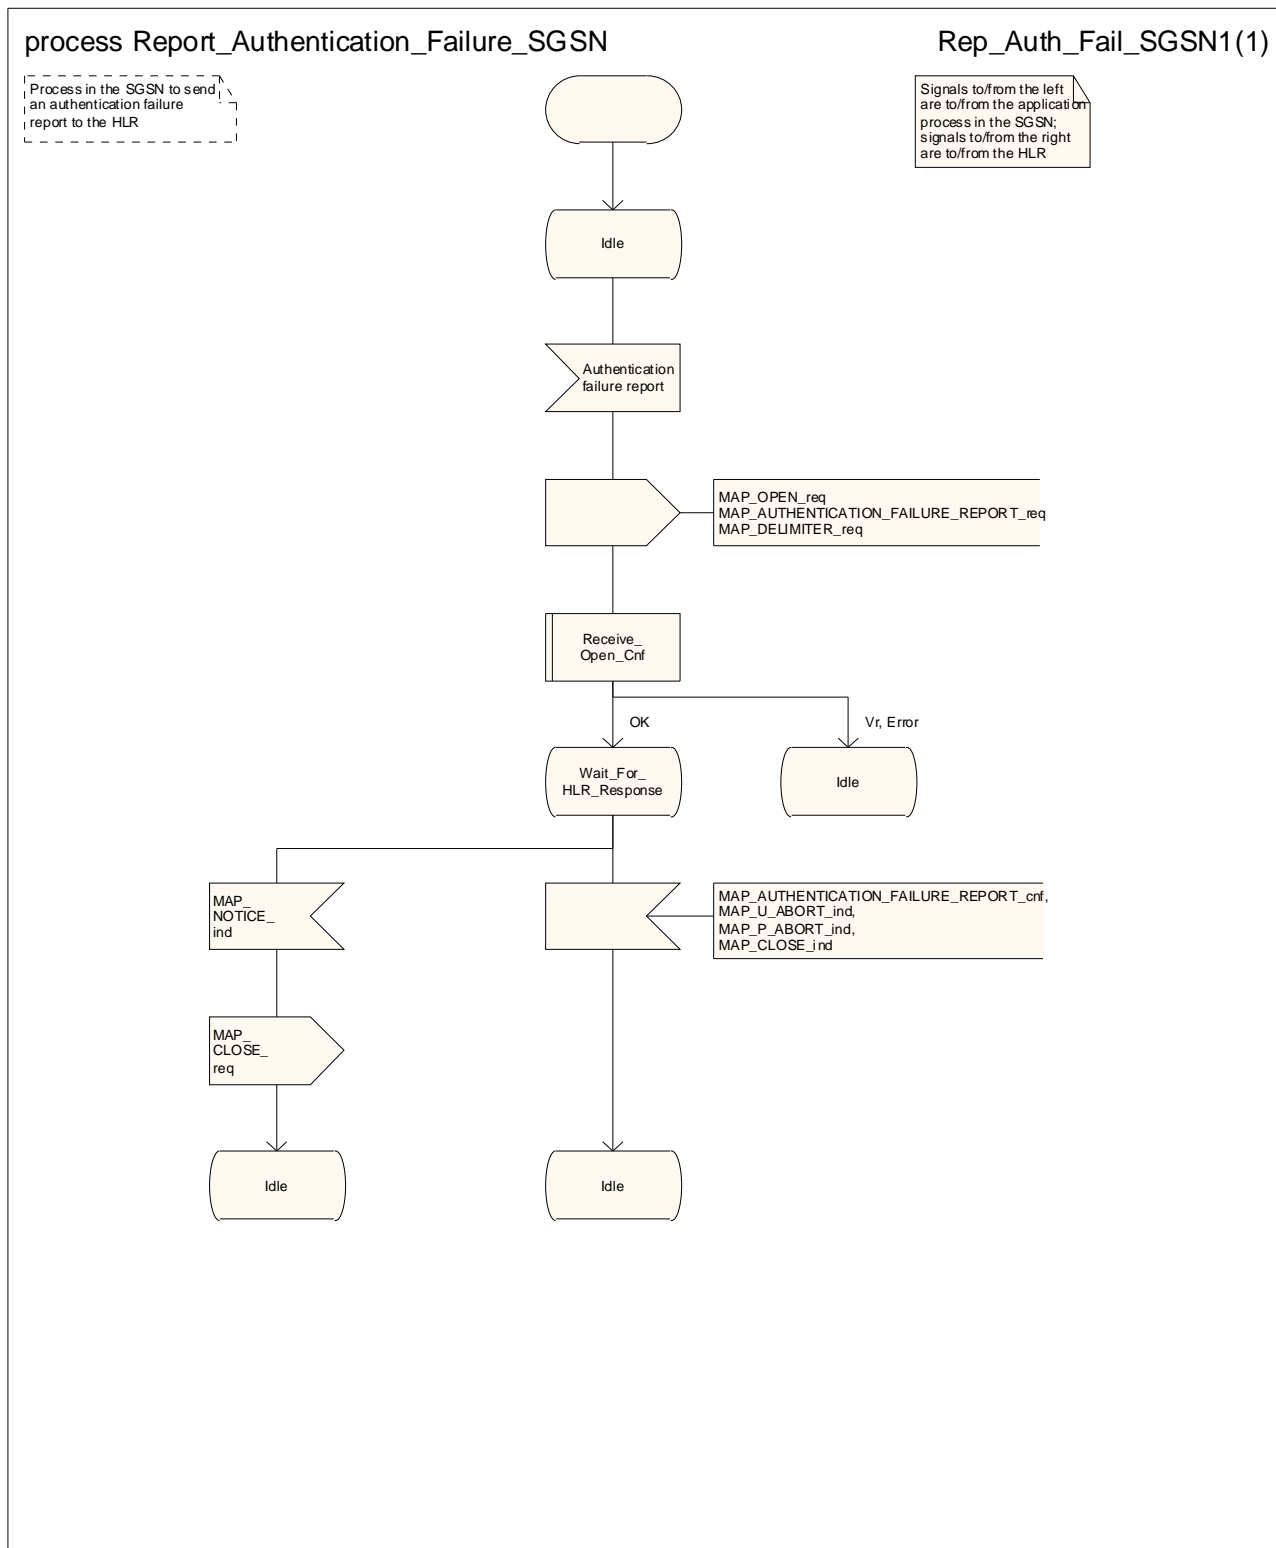 process Report_Authentication_Failure_SGSN
Rep_Auth_Fail_SGSN1(1)
Process in the SGSN to send
an authentication failure
report to the HLR
Signals to/from the left
are to/from the application
process in the SGSN;
signals to/from the right
are to/from the HLR
Idle
Authentication
failure report
MAP_OPEN_req
MAP_AUTHENTICATION_FAILURE_REPORT_req
MAP_DELIMITER_req
Receive_
Open_Cnf
OK
Vr, Error
Wait_For_
HLR_Response
Idle
MAP_
NOTICE_
ind
MAP_AUTHENTICATION_FAILURE_REPORT_cnf,
MAP_U_ABORT_ind,
MAP_P_ABORT_ind,
MAP_CLOSE_ind
MAP_
CLOSE_
req
Idle
Idle